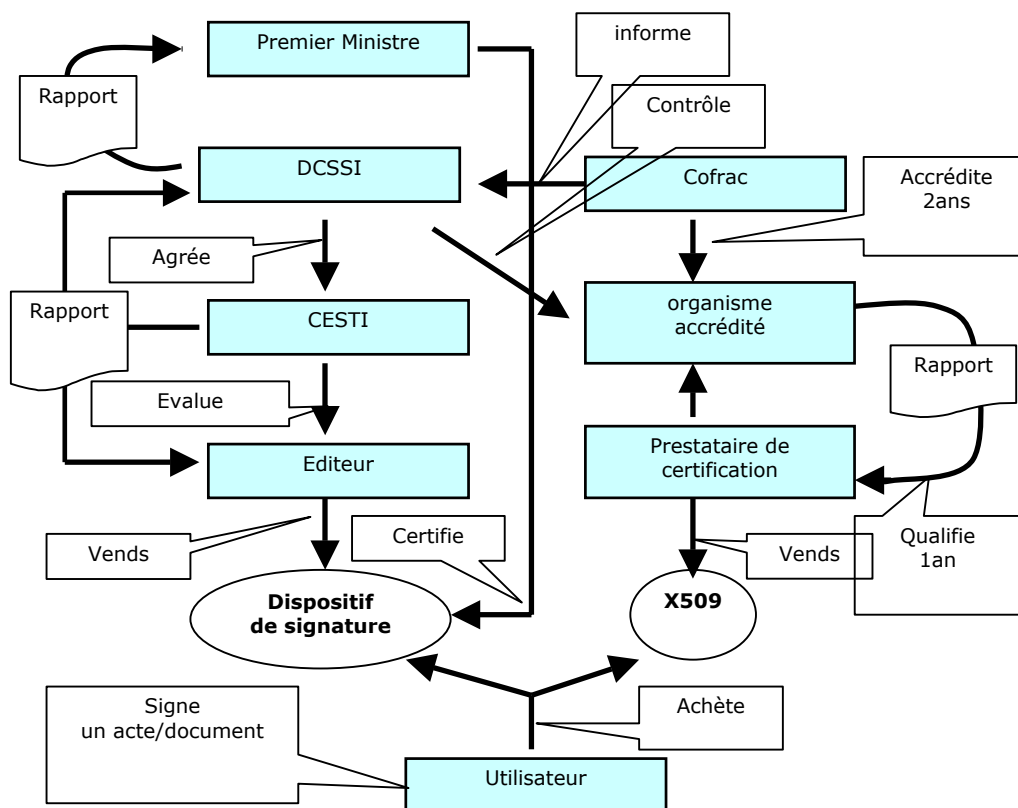 Premier Ministre
informe
Rapport
Contrôle
DCSSI
Cofrac
Accrédite
2ans
Agrée
Rapport
CESTI
organisme
accrédité
Rapport
Evalue
Editeur
Prestataire de
certification
Vends
Certifie
Vends
Qualifie
1an
Dispositif
de signature
X509
Signe
un acte/document
Achète
Utilisateur